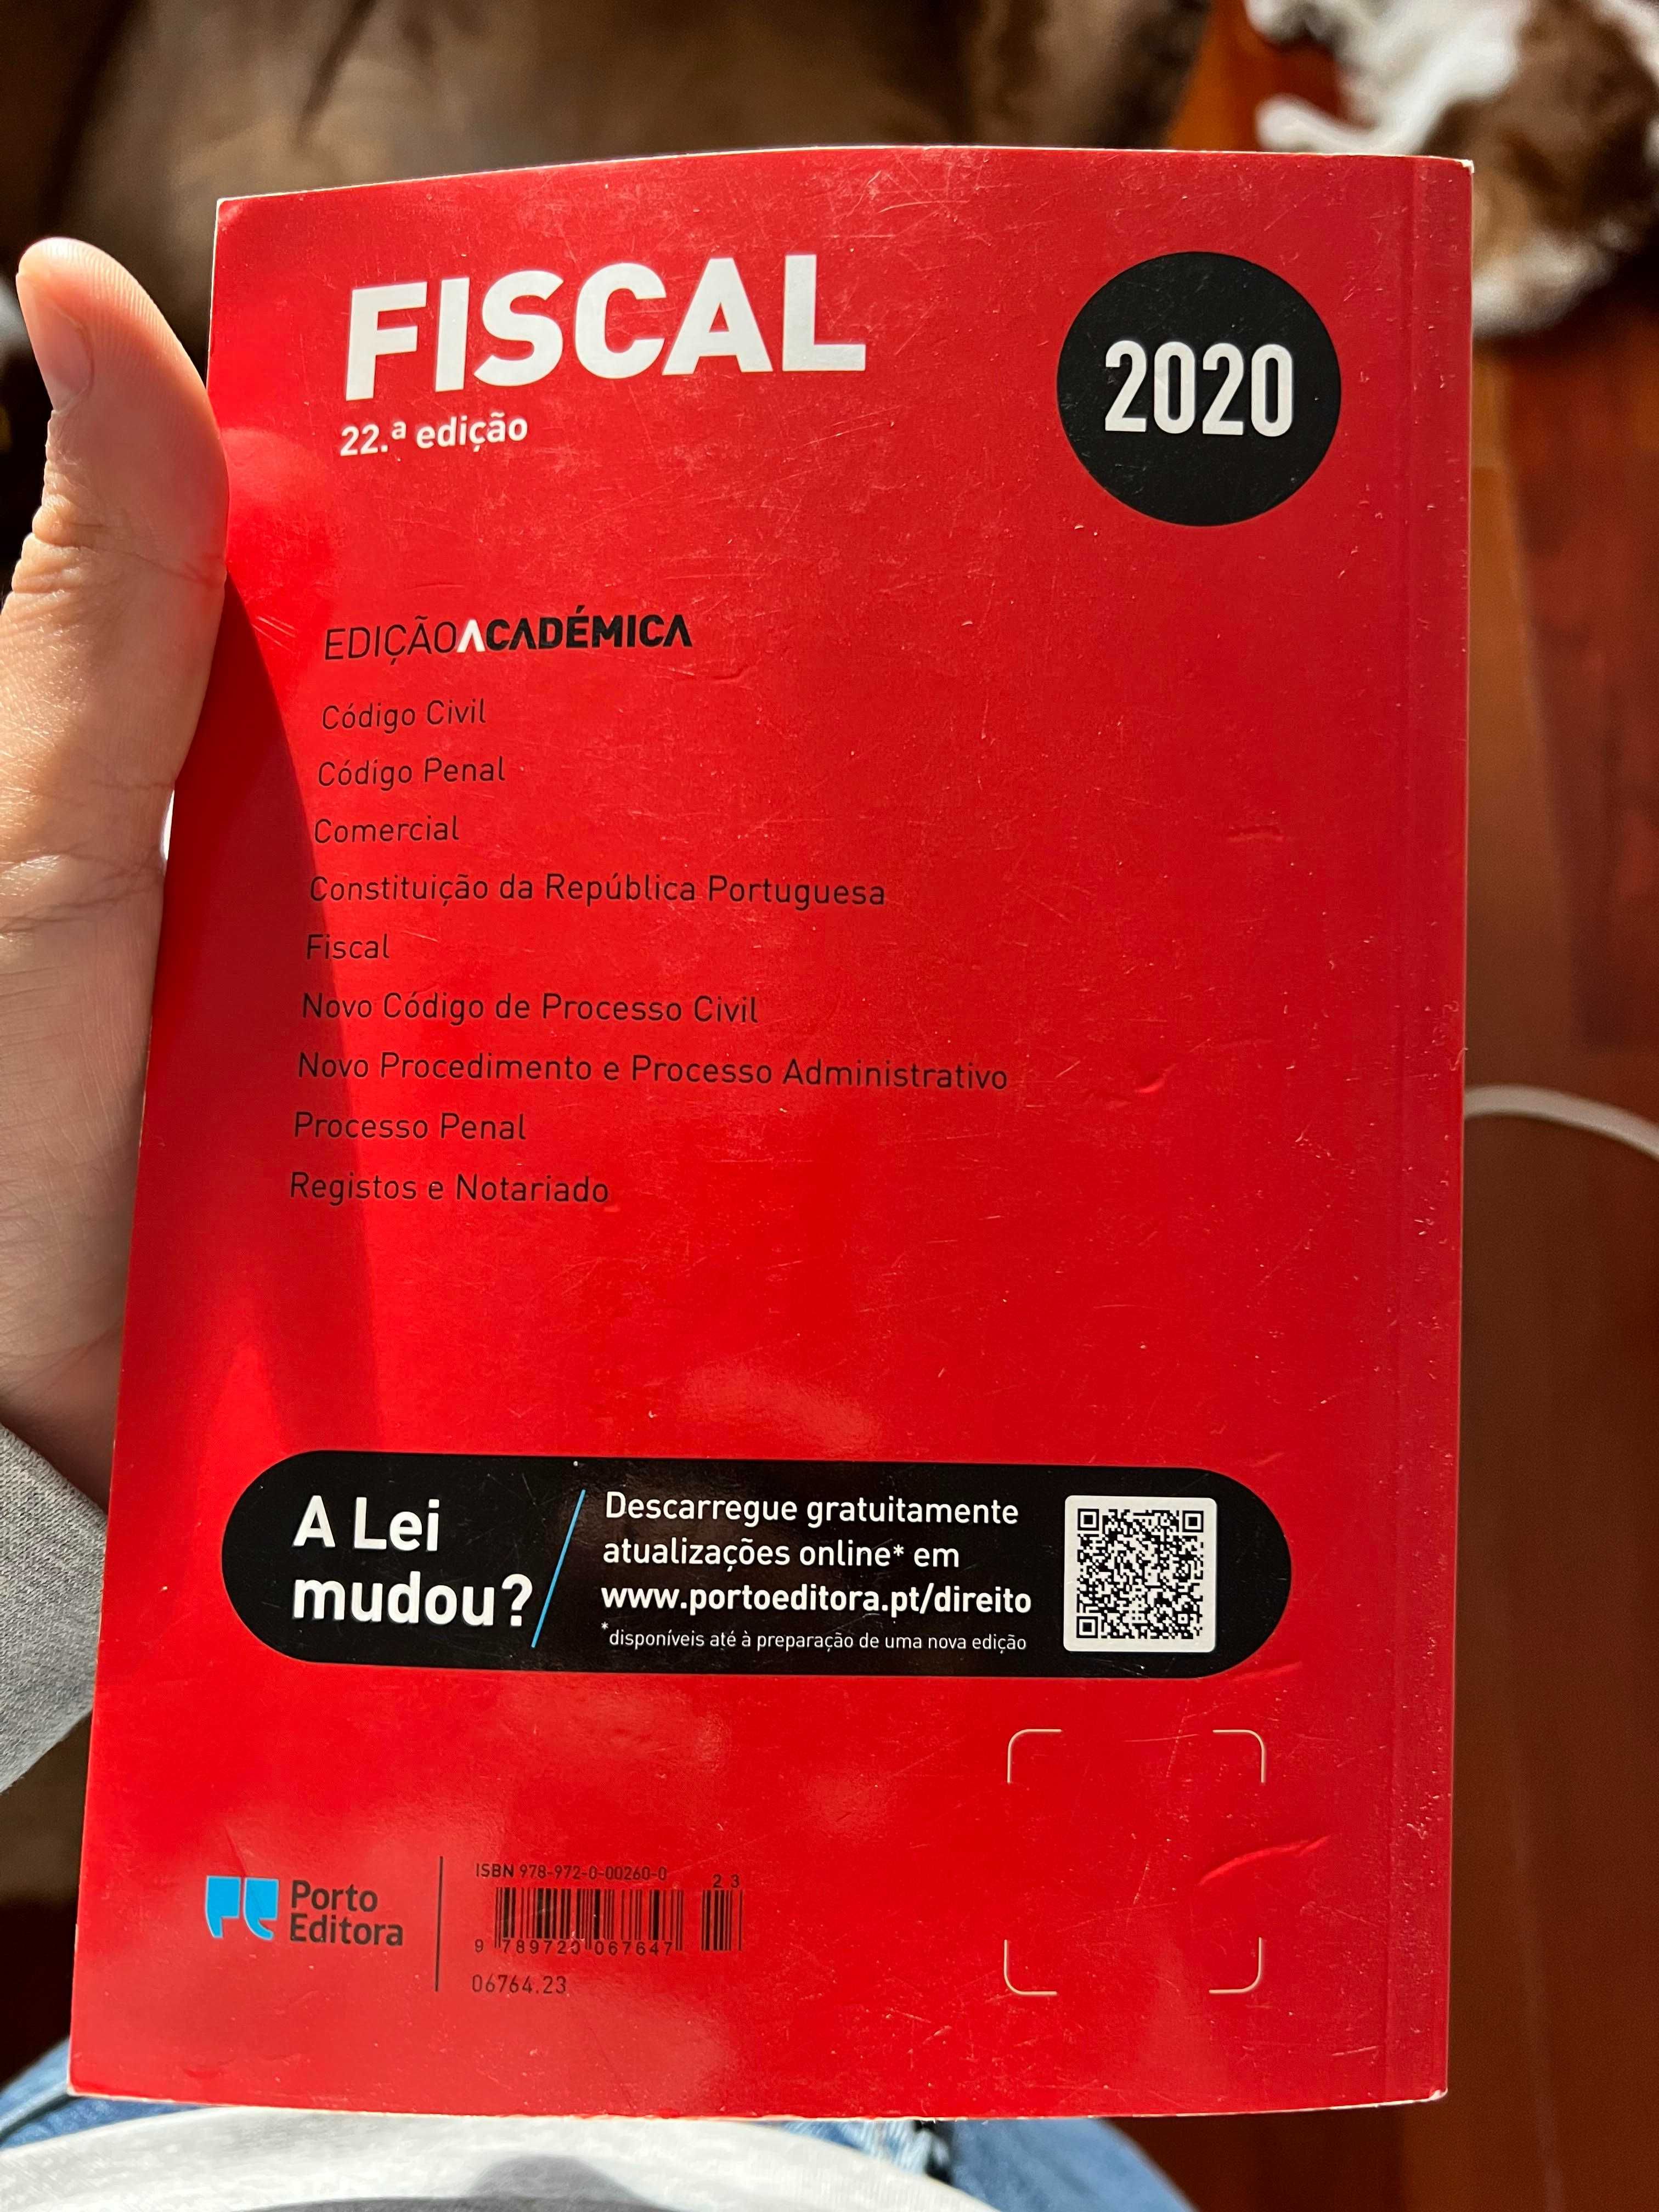 FISCAL
22.ª edição
2020
EDIÇÃOACADÉMICA
Código Civil
Código Penal
Comercial
Constituição da República Portuguesa
Fiscal
Novo Código de Processo Civil
Novo Procedimento e Processo Administrativo
Processo Penal
Registos e Notariado
A Lei
mudou?
Descarregue gratuitamente
atualizações online* em
www.portoeditora.pt/direito
*disponíveis até à preparação de uma nova edição
Porto
Editora
ISBN 978-972-0-00260-0
23
9 789720 067647
06764.23